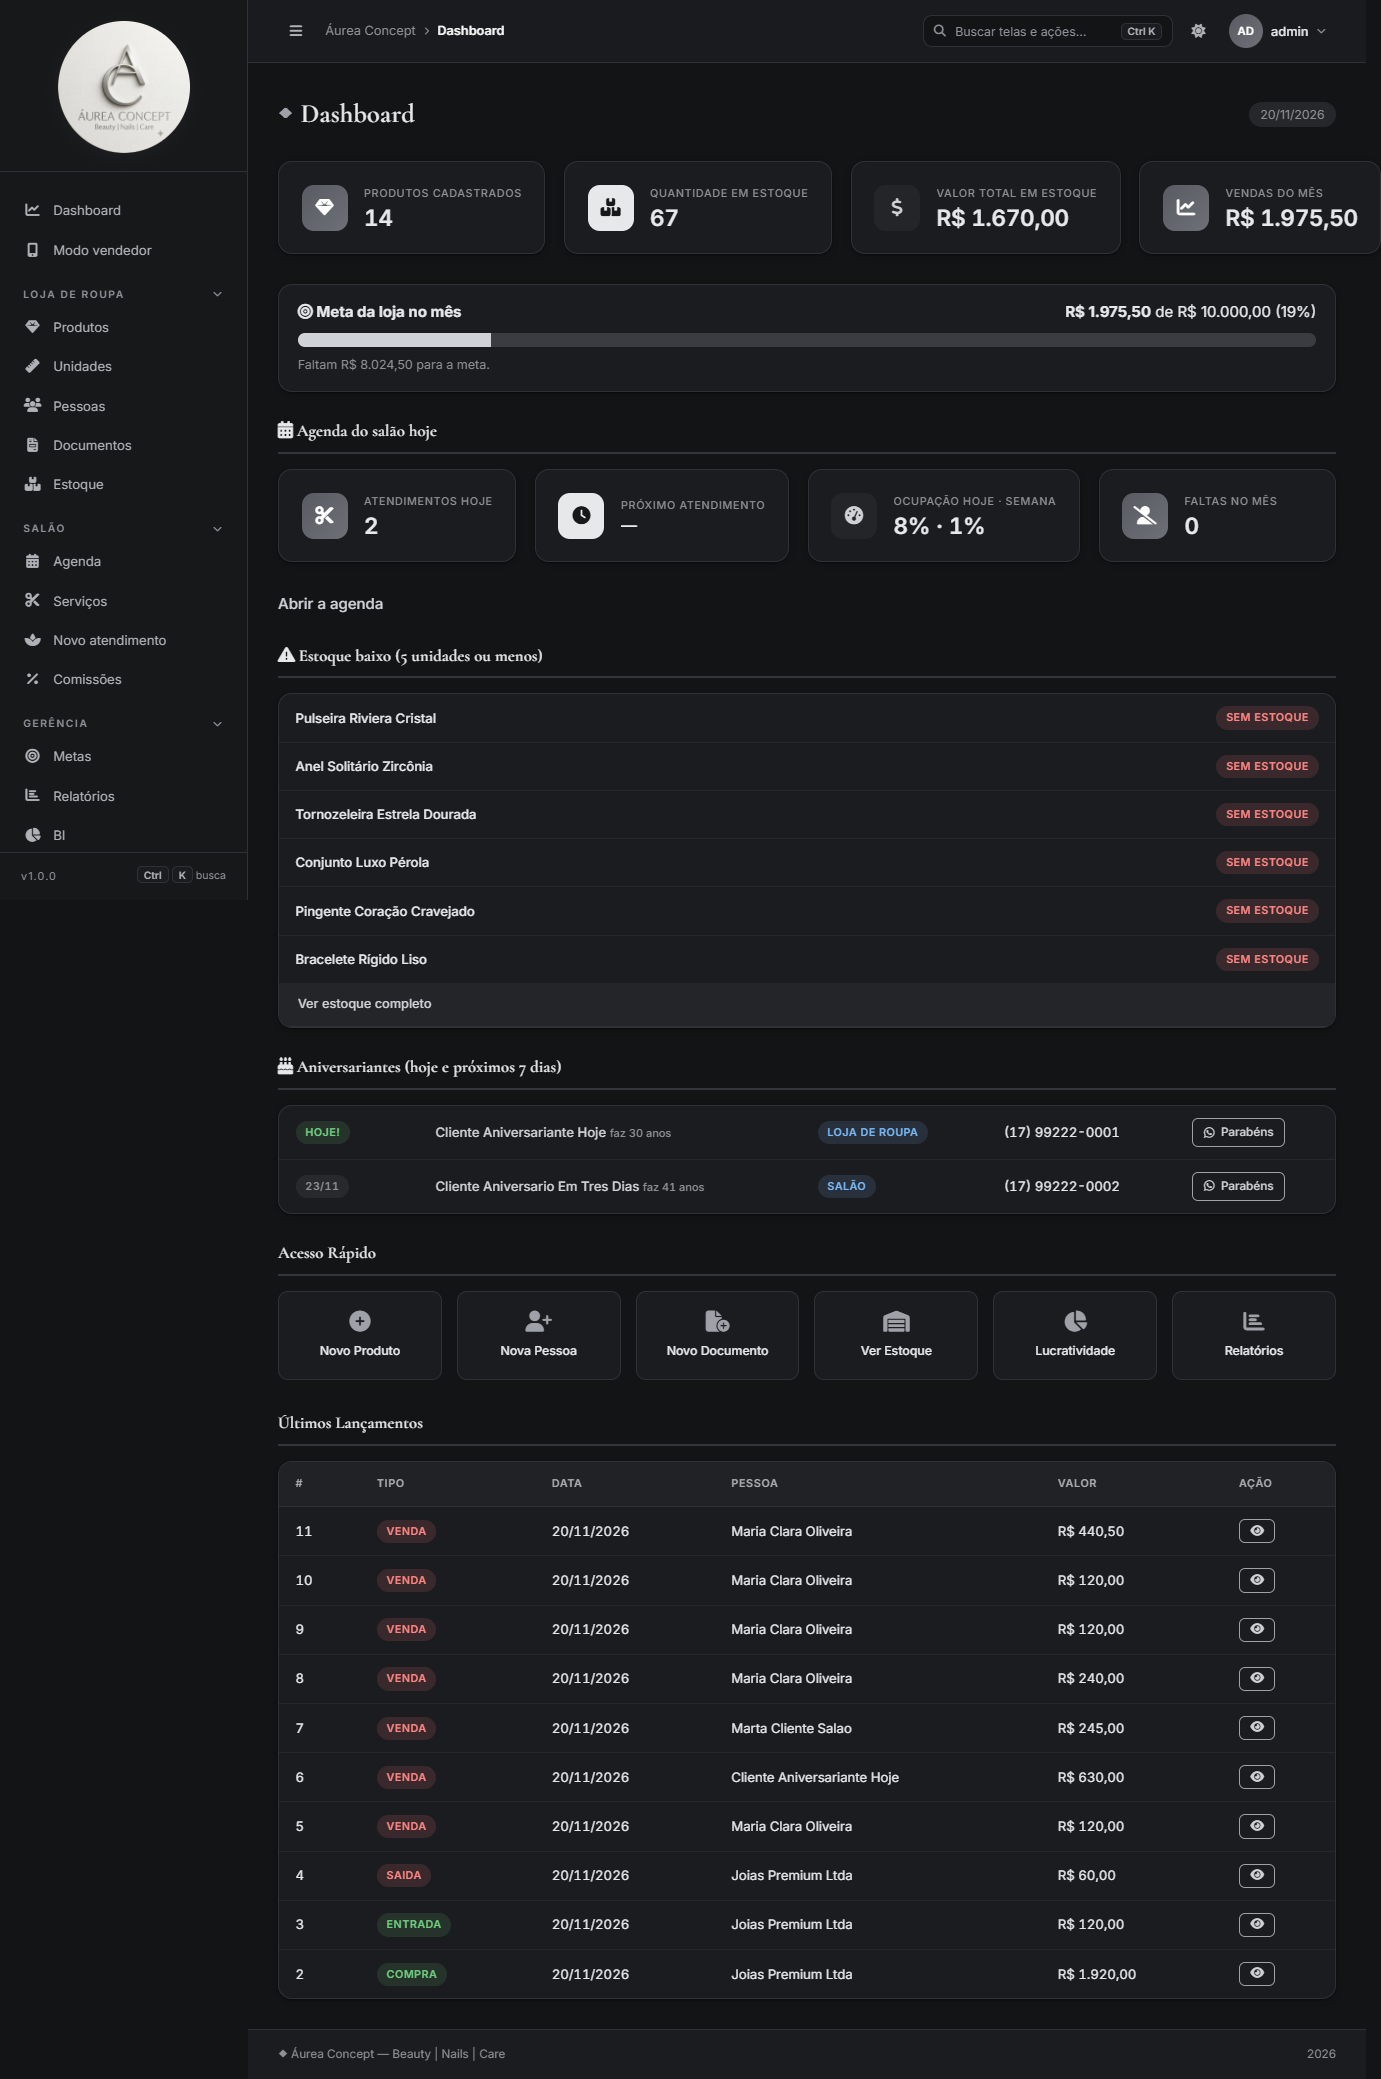 ÁUREA CONCEPT
Beauty | Nails | Care
Dashboard
Modo vendedor
LOJA DE ROUPA
Produtos
Unidades
Pessoas
Documentos
Estoque
SALÃO
Agenda
Serviços
Novo atendimento
Comissões
GERÊNCIA
Metas
Relatórios
BI
v1.0.0 Ctrl K busca
Áurea Concept > Dashboard
Buscar telas e ações... Ctrl K
AD admin
Dashboard
20/11/2026
PRODUTOS CADASTRADOS
14
QUANTIDADE EM ESTOQUE
67
VALOR TOTAL EM ESTOQUE
R$ 1.670,00
VENDAS DO MÊS
R$ 1.975,50
Meta da loja no mês R$ 1.975,50 de R$ 10.000,00 (19%)
Faltam R$ 8.024,50 para a meta.
Agenda do salão hoje
ATENDIMENTOS HOJE
2
PRÓXIMO ATENDIMENTO
—
OCUPAÇÃO HOJE · SEMANA
8% · 1%
FALTAS NO MÊS
0
Abrir a agenda
Estoque baixo (5 unidades ou menos)
Pulseira Riviera Cristal SEM ESTOQUE
Anel Solitário Zircônia SEM ESTOQUE
Tornozeleira Estrela Dourada SEM ESTOQUE
Conjunto Luxo Pérola SEM ESTOQUE
Pingente Coração Cravejado SEM ESTOQUE
Bracelete Rígido Liso SEM ESTOQUE
Ver estoque completo
Aniversariantes (hoje e próximos 7 dias)
HOJE! Cliente Aniversariante Hoje faz 30 anos LOJA DE ROUPA (17) 99222-0001 Parabéns
23/11 Cliente Aniversario Em Tres Dias faz 41 anos SALÃO (17) 99222-0002 Parabéns
Acesso Rápido
Novo Produto
Nova Pessoa
Novo Documento
Ver Estoque
Lucratividade
Relatórios
Últimos Lançamentos
# TIPO DATA PESSOA VALOR AÇÃO
11 VENDA 20/11/2026 Maria Clara Oliveira R$ 440,50
10 VENDA 20/11/2026 Maria Clara Oliveira R$ 120,00
9 VENDA 20/11/2026 Maria Clara Oliveira R$ 120,00
8 VENDA 20/11/2026 Maria Clara Oliveira R$ 240,00
7 VENDA 20/11/2026 Marta Cliente Salao R$ 245,00
6 VENDA 20/11/2026 Cliente Aniversariante Hoje R$ 630,00
5 VENDA 20/11/2026 Maria Clara Oliveira R$ 120,00
4 SAIDA 20/11/2026 Joias Premium Ltda R$ 60,00
3 ENTRADA 20/11/2026 Joias Premium Ltda R$ 120,00
2 COMPRA 20/11/2026 Joias Premium Ltda R$ 1.920,00
Áurea Concept — Beauty | Nails | Care
2026